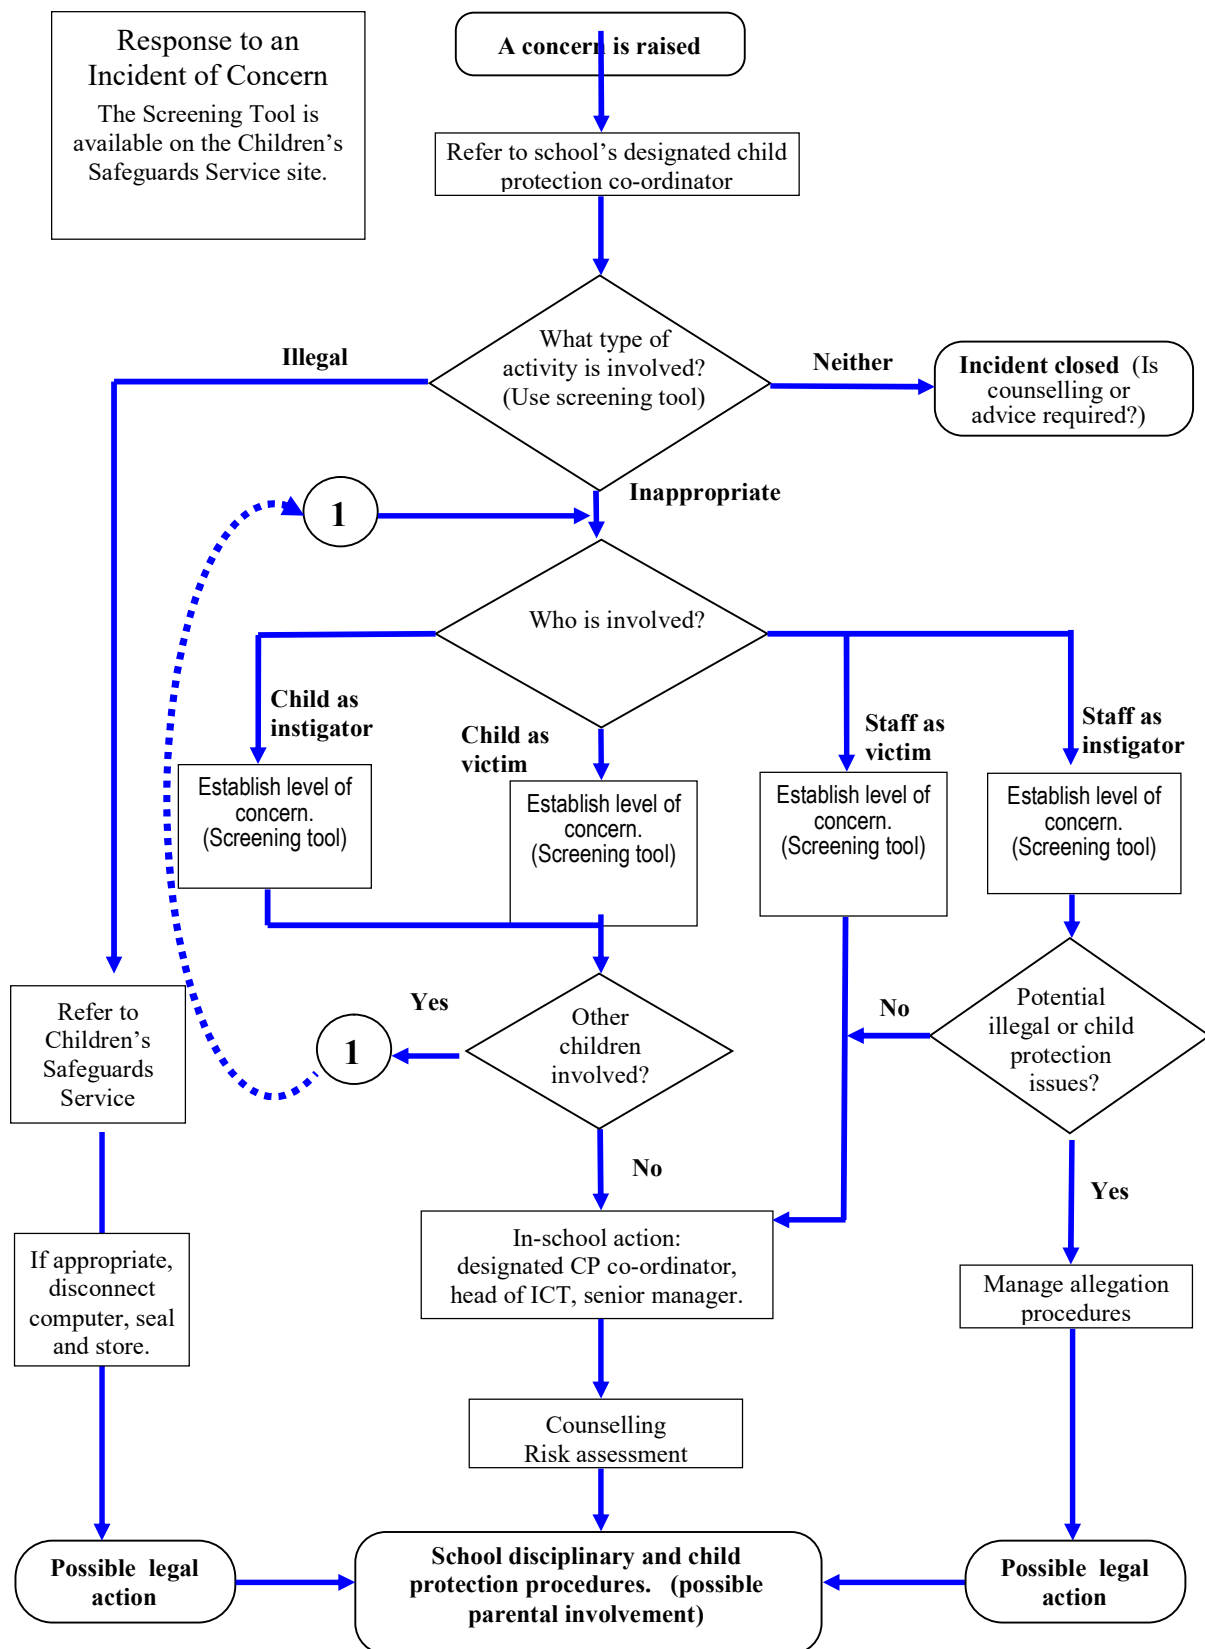 Response to an
Incident of Concern
The Screening Tool is
available on the Children’s
Safeguards Service site.
A concern is raised
Refer to school’s designated child
protection co-ordinator
What type of
activity is involved?
(Use screening tool)
Illegal
Neither
Incident closed (Is
counselling or
advice required?)
Inappropriate
1
Who is involved?
Child as
instigator
Child as
victim
Staff as
victim
Staff as
instigator
Establish level of
concern.
(Screening tool)
Establish level of
concern.
(Screening tool)
Establish level of
concern.
(Screening tool)
Establish level of
concern.
(Screening tool)
Refer to
Children’s
Safeguards
Service
Yes
1
Other
children
involved?
No
Potential
illegal or child
protection
issues?
No
Yes
If appropriate,
disconnect
computer, seal
and store.
In-school action:
designated CP co-ordinator,
head of ICT, senior manager.
Manage allegation
procedures
Counselling
Risk assessment
Possible legal
action
School disciplinary and child
protection procedures. (possible
parental involvement)
Possible legal
action